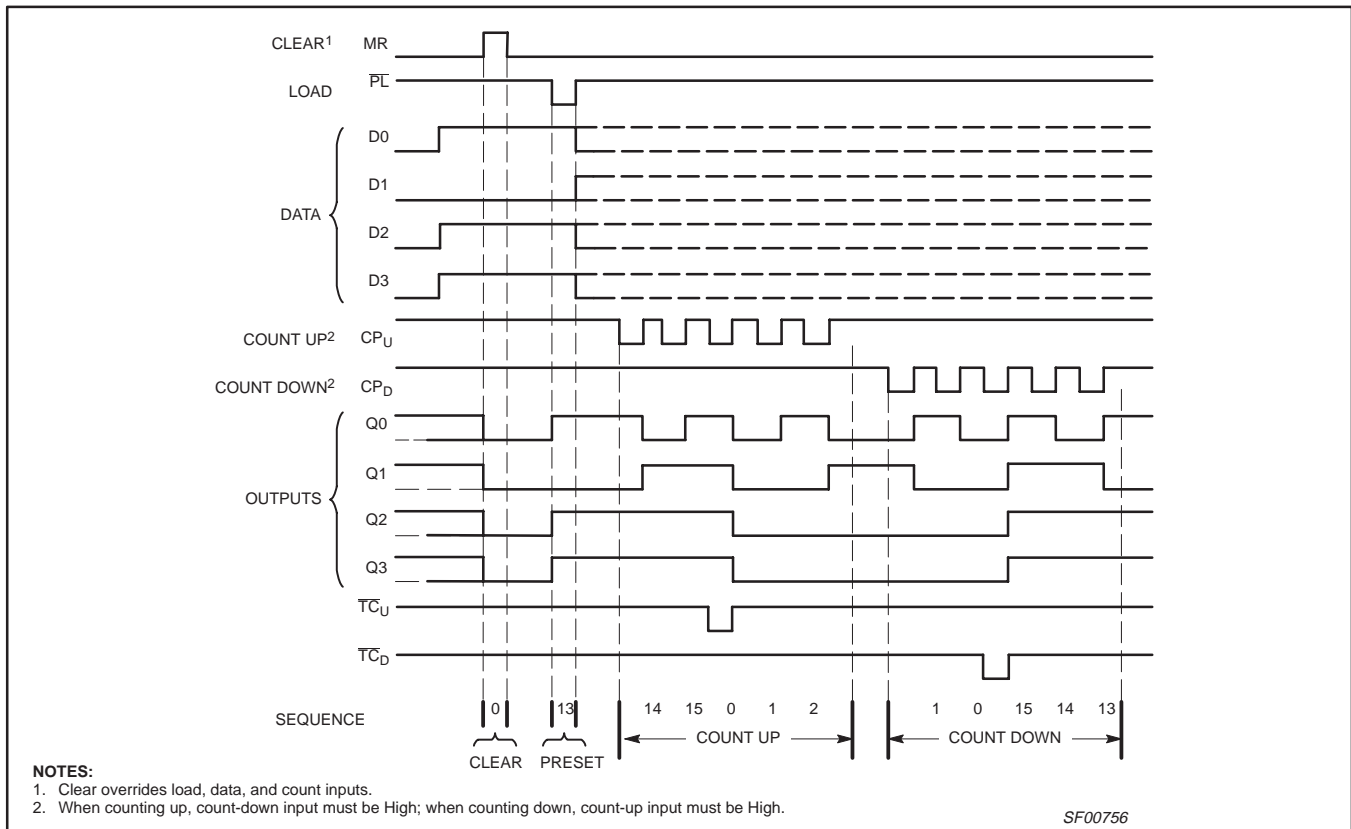 CLEAR1 MR
LOAD PL
DATA
D0
D1
D2
D3
COUNT UP2 CPU
COUNT DOWN2 CPD
OUTPUTS
Q0
Q1
Q2
Q3
TCU
TCD
SEQUENCE 0 13 14 15 0 1 2 1 0 15 14 13
COUNT UP COUNT DOWN
CLEAR PRESET
NOTES:
1. Clear overrides load, data, and count inputs.
2. When counting up, count-down input must be High; when counting down, count-up input must be High.
SF00756